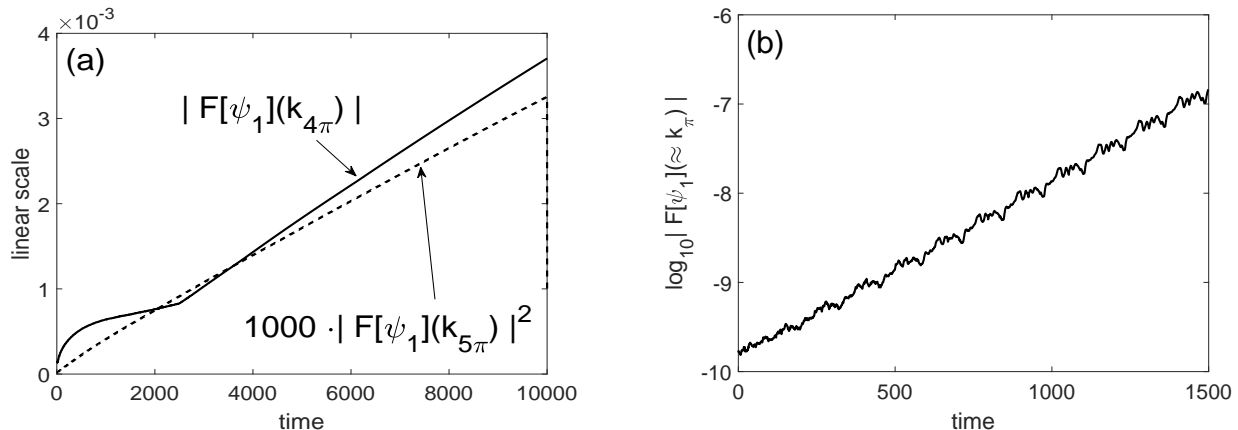 ×10⁻³
(a)
4
3
2
1
0
linear scale
| F[ψ₁](k₄π) |
1000 ·| F[ψ₁](k₅π) |²
0 2000 4000 6000 8000 10000
time
(b)
-6
-7
-8
-9
-10
log₁₀| F[ψ₁](≈ kπ) |
0 500 1000 1500
time